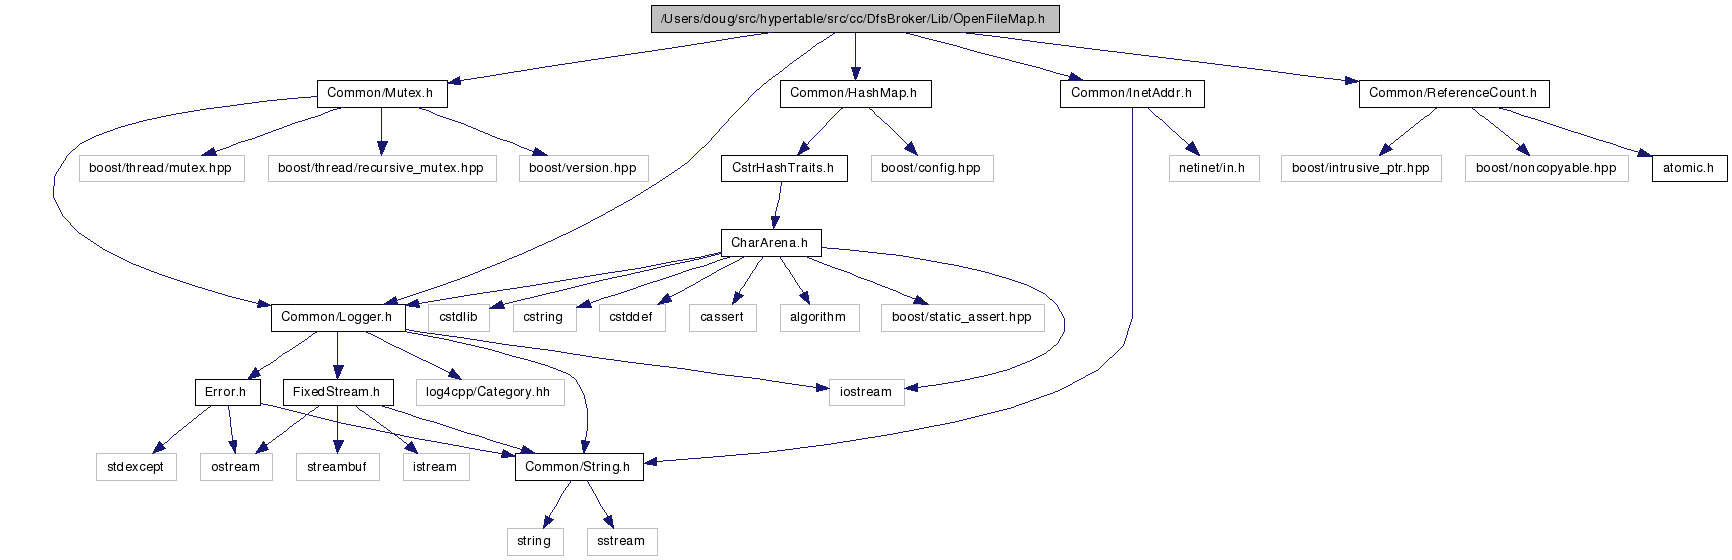 /Users/doug/src/hypertable/src/cc/DfsBroker/Lib/OpenFileMap.h
Common/Mutex.h
Common/HashMap.h
Common/InetAddr.h
Common/ReferenceCount.h
boost/thread/mutex.hpp
boost/thread/recursive_mutex.hpp
boost/version.hpp
CstrHashTraits.h
boost/config.hpp
netinet/in.h
boost/intrusive_ptr.hpp
boost/noncopyable.hpp
atomic.h
CharArena.h
Common/Logger.h
cstdlib
cstring
cstddef
cassert
algorithm
boost/static_assert.hpp
Error.h
FixedStream.h
log4cpp/Category.hh
iostream
stdexcept
ostream
streambuf
istream
Common/String.h
string
sstream